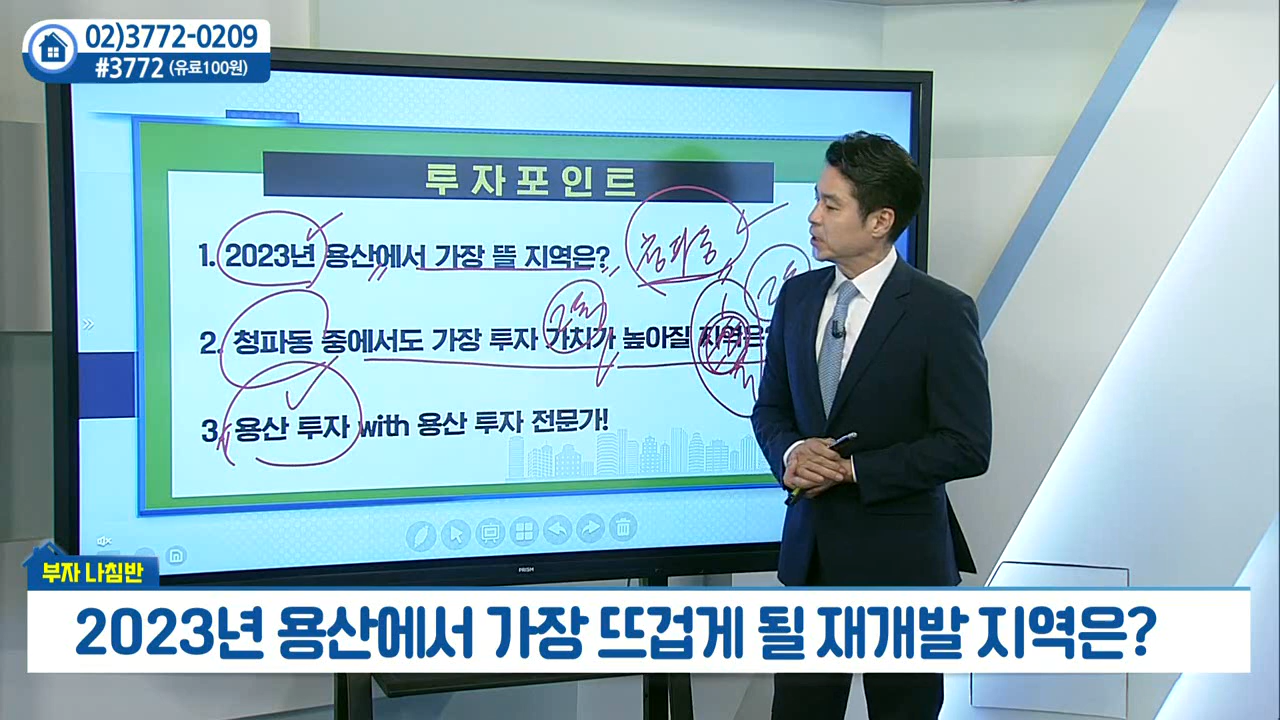 02)3772-0209
#3772 (유료100원)
투자포인트
1. 2023년 용산에서 가장 뜰 지역은?
청파동
2. 청파동 중에서도 가장 투자 가치가 높아질 지역은?
3. 용산 투자 with 용산 투자 전문가!
PRISM
부자 나침반
2023년 용산에서 가장 뜨겁게 될 재개발 지역은?